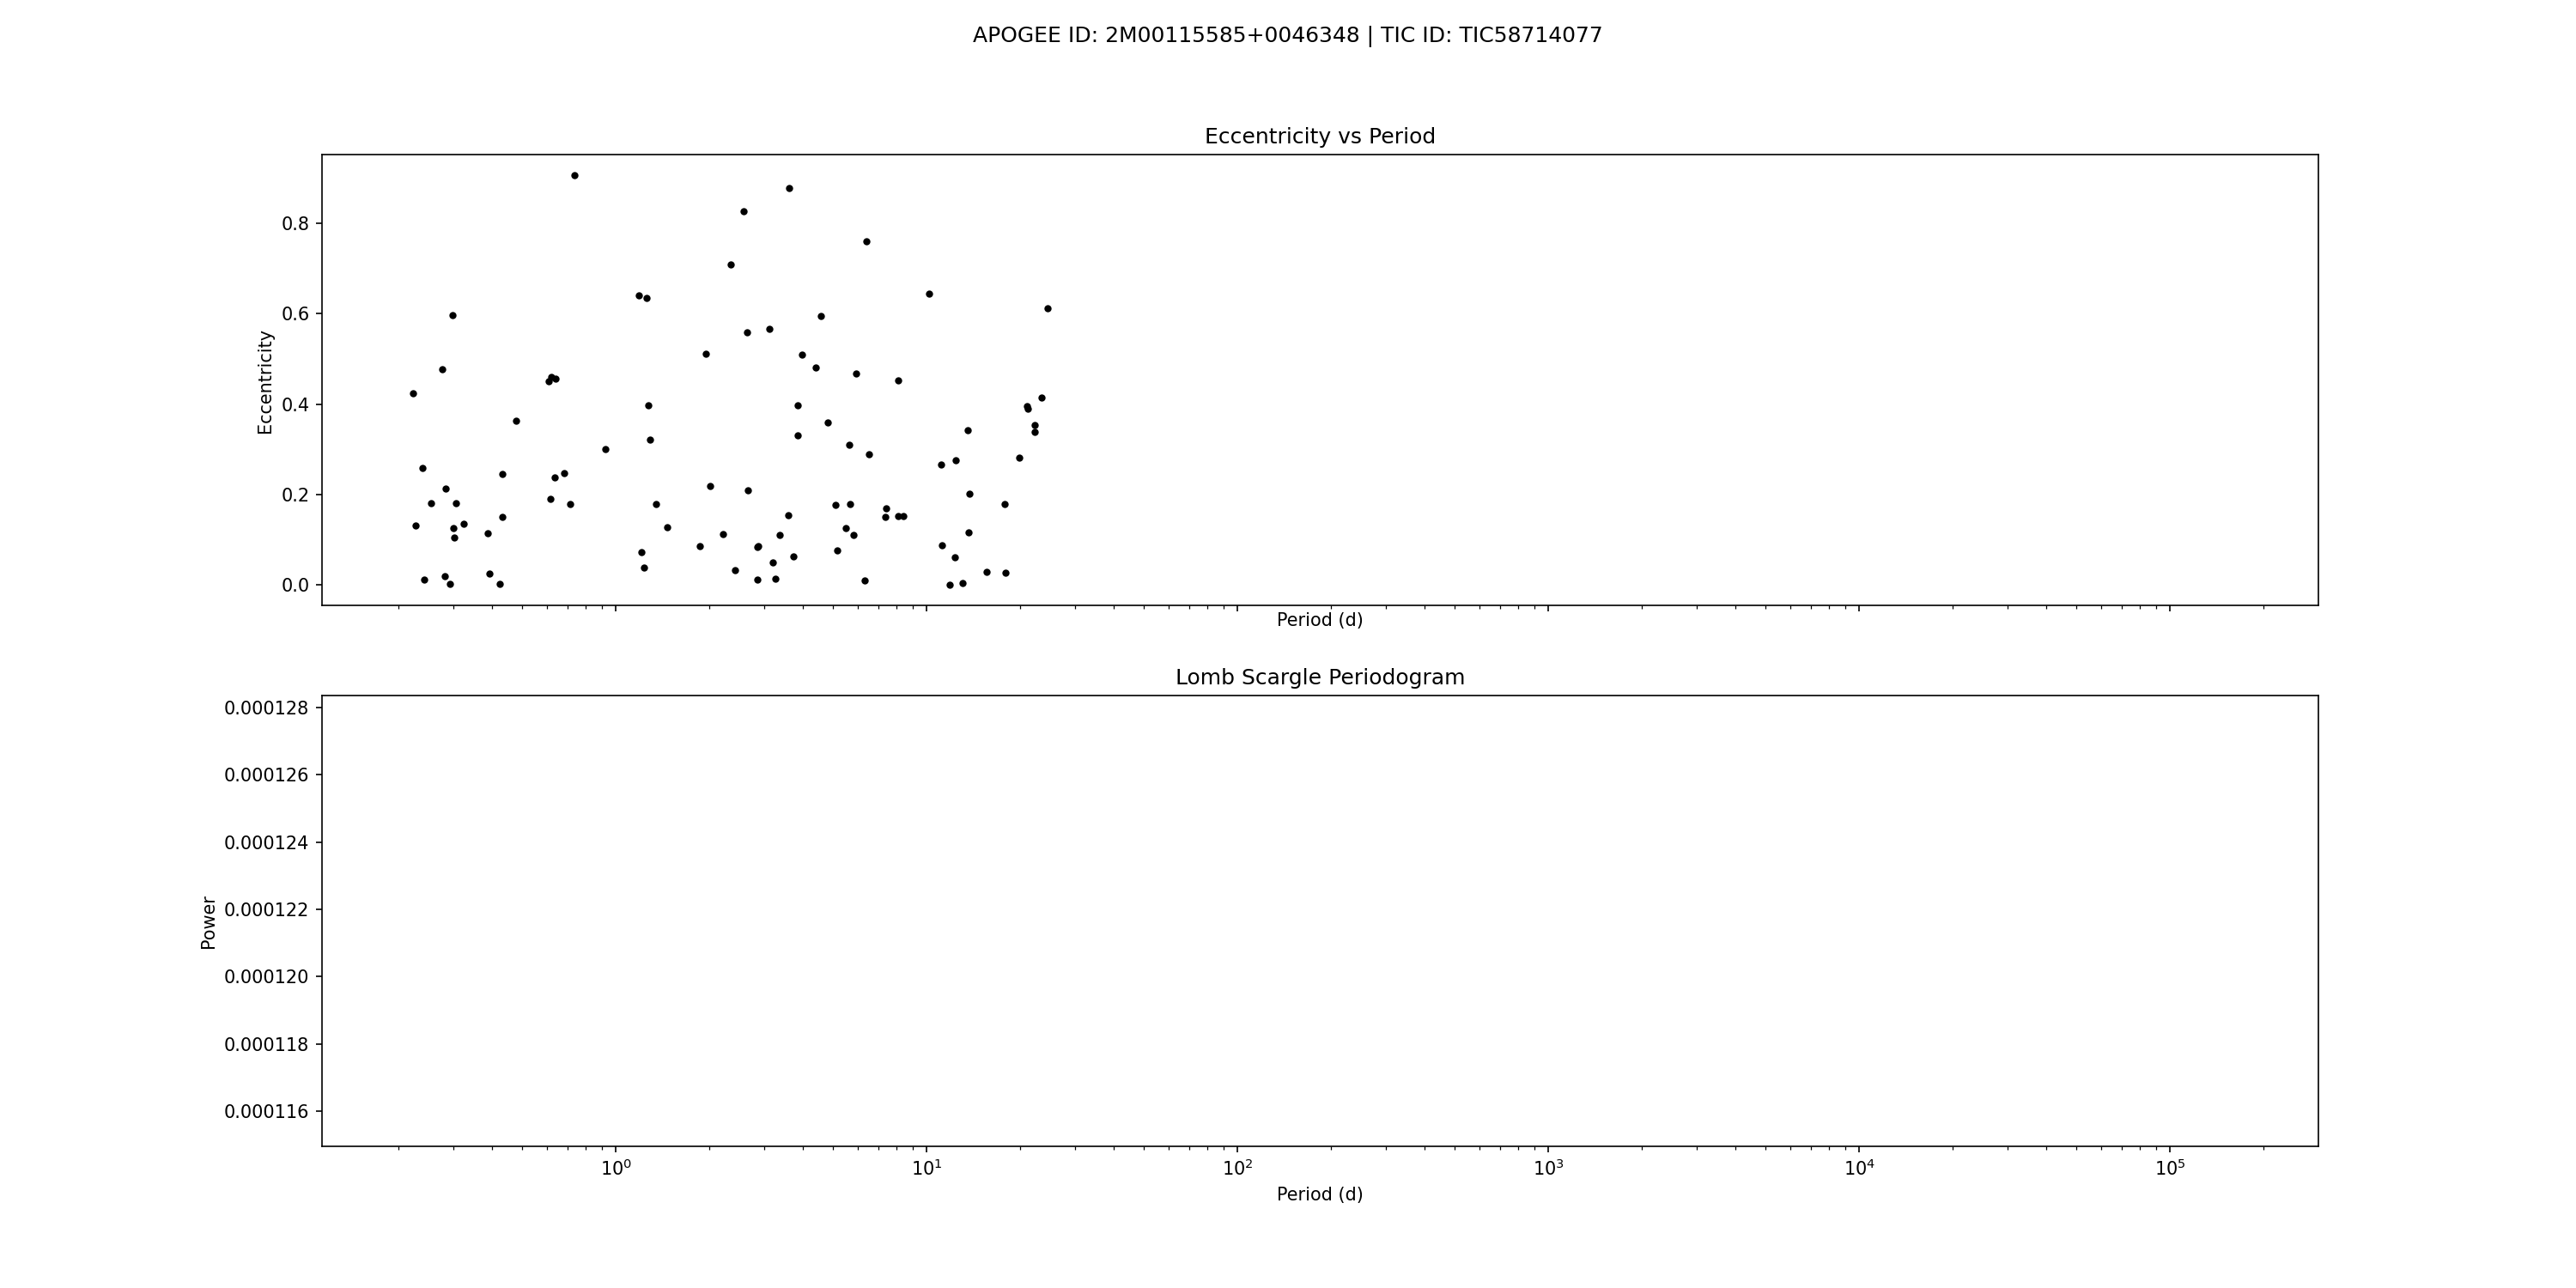 APOGEE ID: 2M00115585+0046348 | TIC ID: TIC58714077
Eccentricity vs Period
Eccentricity
0.8
0.6
0.4
0.2
0.0
Period (d)
Lomb Scargle Periodogram
Power
0.000128
0.000126
0.000124
0.000122
0.000120
0.000118
0.000116
10⁰ 10¹ 10² 10³ 10⁴ 10⁵
Period (d)